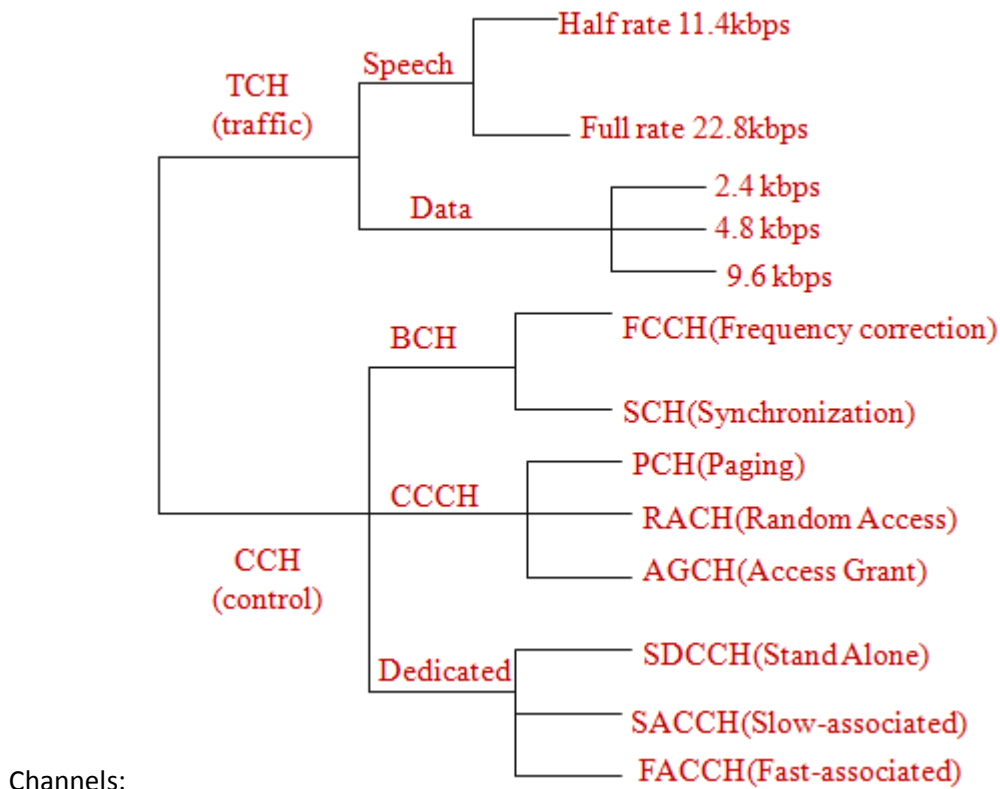 Half rate 11.4kbps
Speech
TCH
(traffic)
Full rate 22.8kbps
2.4 kbps
Data
4.8 kbps
9.6 kbps
BCH
FCCH(Frequency correction)
SCH(Synchronization)
PCH(Paging)
CCCH
RACH(Random Access)
CCH
(control)
AGCH(Access Grant)
Dedicated
SDCCH(Stand Alone)
SACCH(Slow-associated)
FACCH(Fast-associated)
Channels: